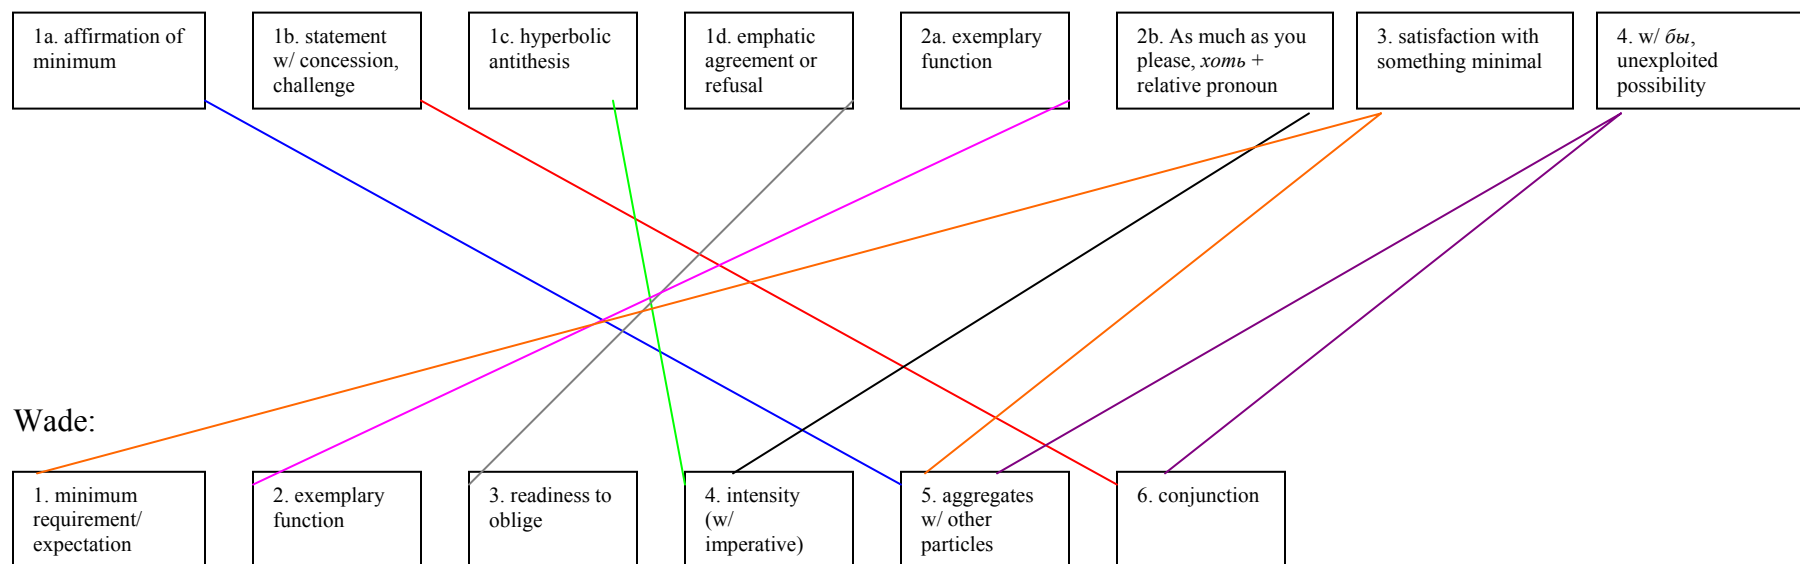 1a. affirmation of
minimum
1b. statement
w/ concession,
challenge
1c. hyperbolic
antithesis
1d. emphatic
agreement or
refusal
2a. exemplary
function
2b. As much as you
please, хоть +
relative pronoun
3. satisfaction with
something minimal
4. w/ бы,
unexploited
possibility
Wade:
1. minimum
requirement/
expectation
2. exemplary
function
3. readiness to
oblige
4. intensity
(w/
imperative)
5. aggregates
w/ other
particles
6. conjunction